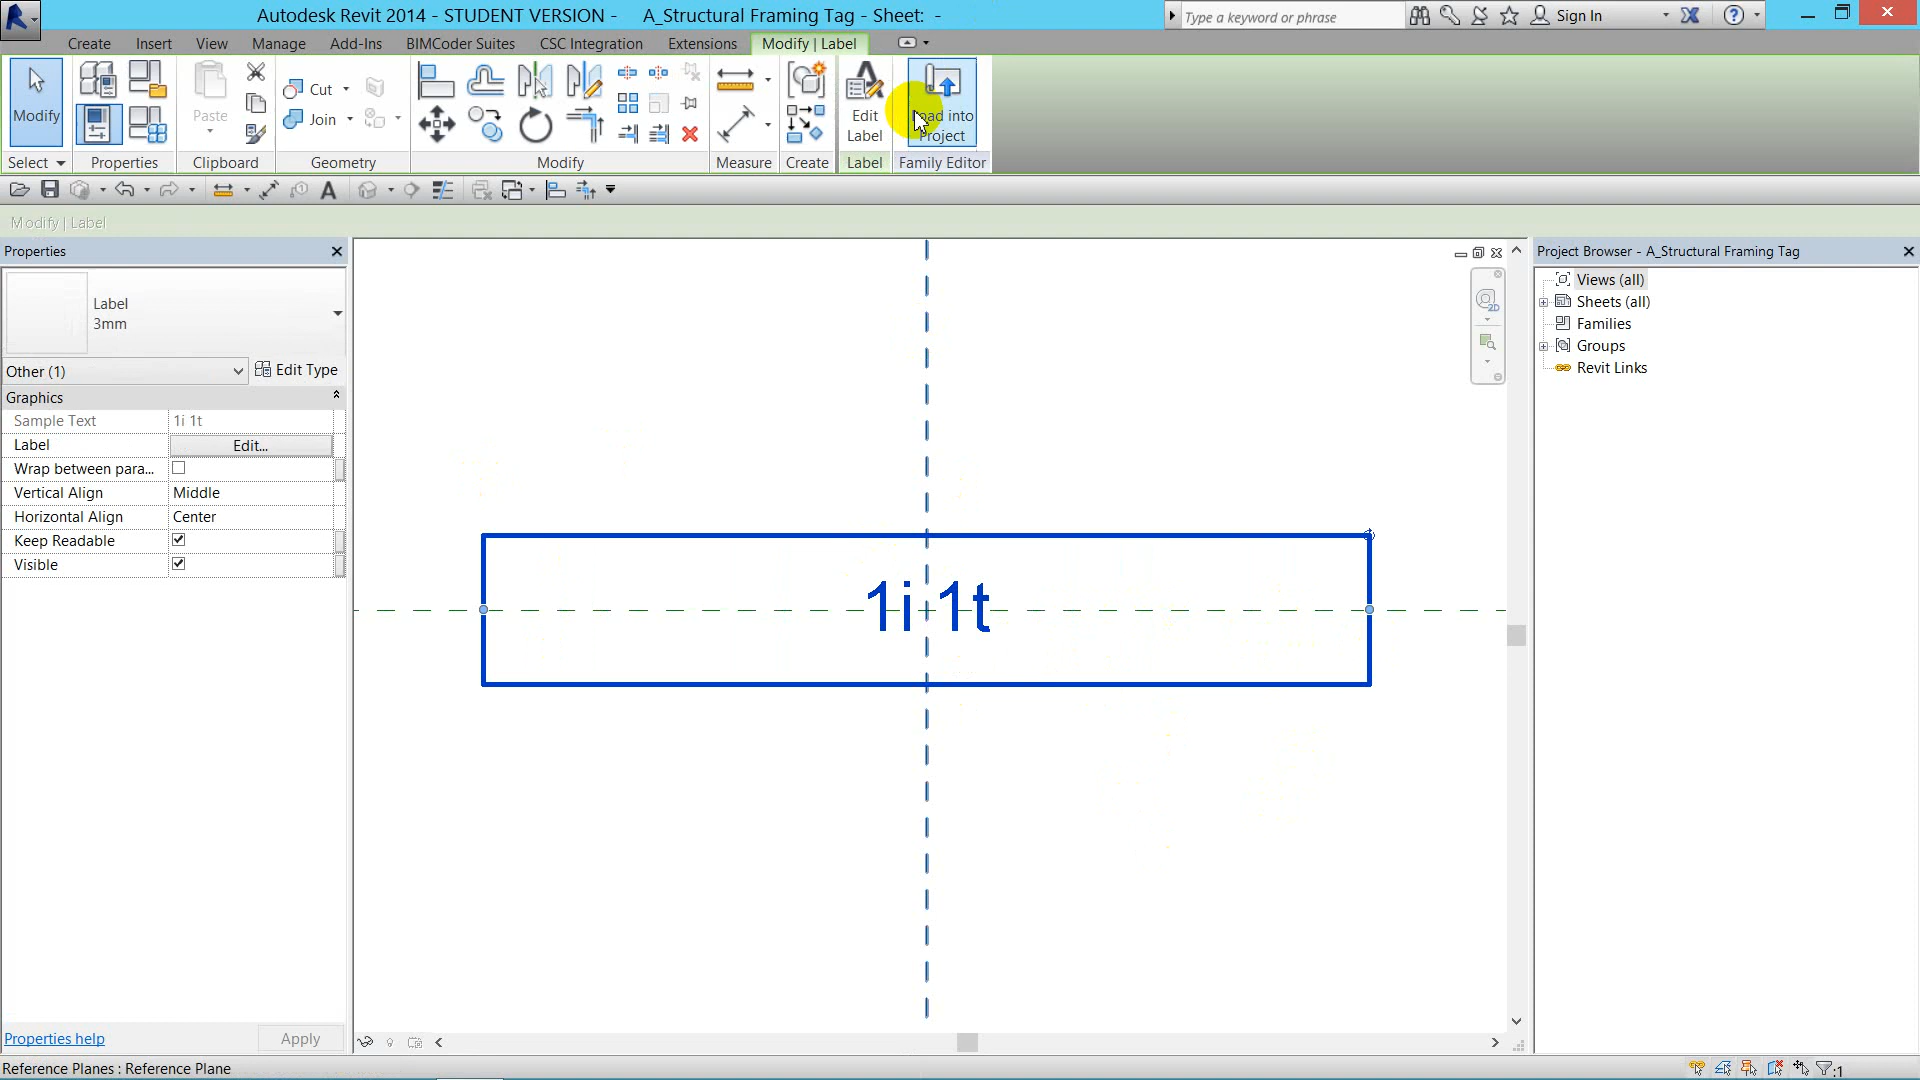 Autodesk Revit 2014 - STUDENT VERSION - A_Structural Framing Tag - Sheet: -
Type a keyword or phrase
Sign In
Create Insert View Manage Add-Ins BIMCoder Suites CSC Integration Extensions Modify | Label
Modify
Paste
Cut
Join
Edit Label
Load into Project
Select Properties Clipboard Geometry Modify Measure Create Label Family Editor
Modify | Label
Properties
Label
3mm
Other (1)
Edit Type
Graphics
Sample Text 1i 1t
Label Edit...
Wrap between para...
Vertical Align Middle
Horizontal Align Center
Keep Readable
Visible
Properties help
Apply
1i 1t
2D
Project Browser - A_Structural Framing Tag
Views (all)
Sheets (all)
Families
Groups
Revit Links
Reference Planes : Reference Plane
:1